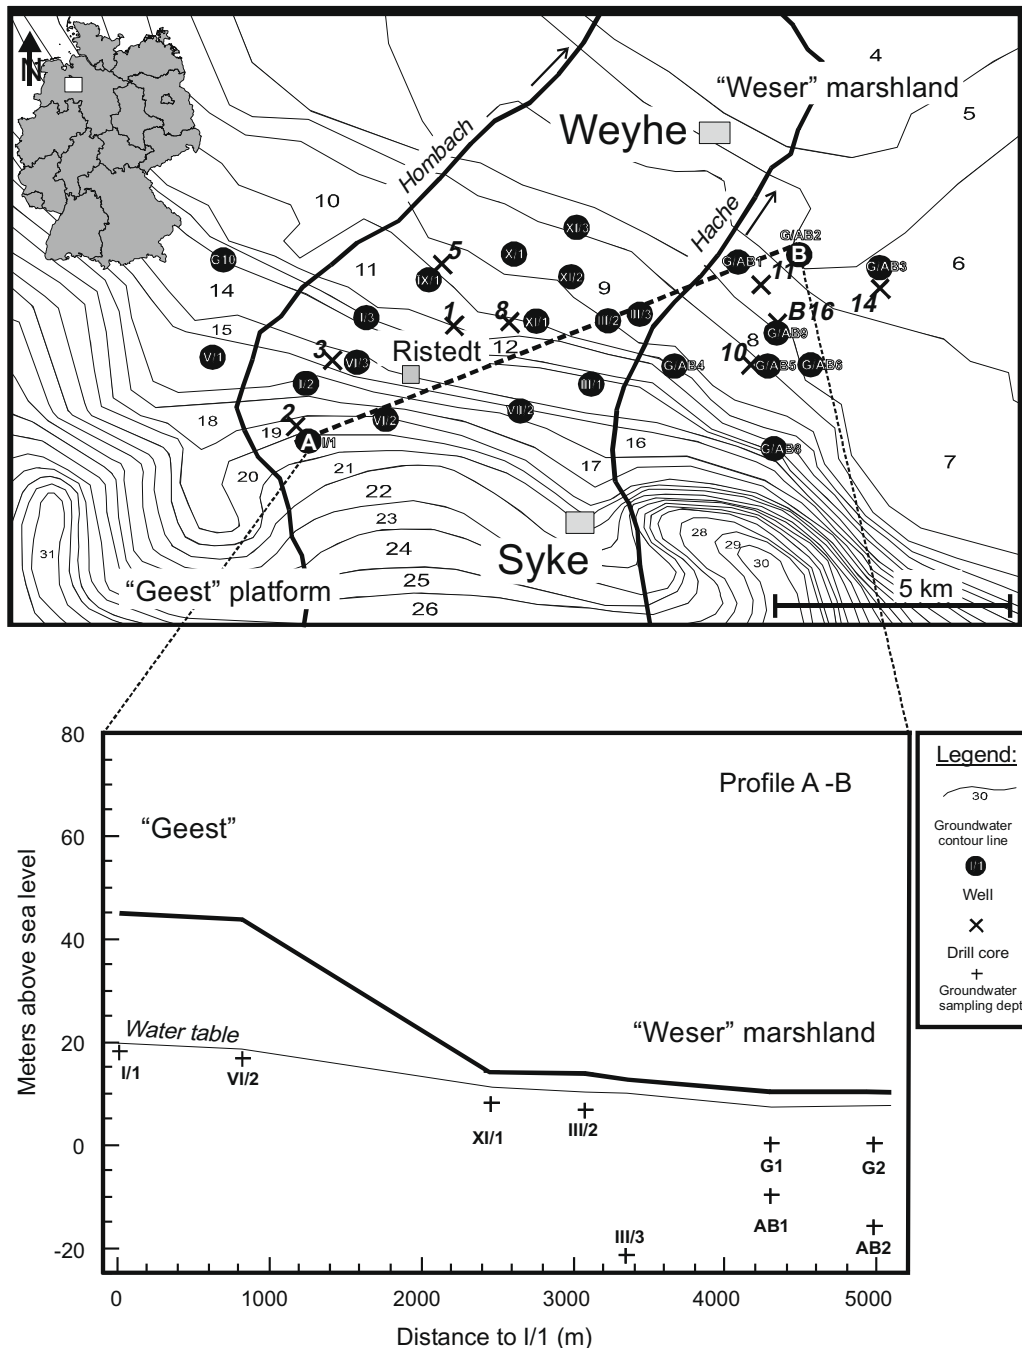 N
4
"Weser" marshland
5
Weyhe
Hombach
10
Hache
XI/3
G/AB2
G10
X/1
5
11
IX/1
XI/2
G/AB1
B
11
G/AB3
6
14
9
14
I/3
1
8
XI/1
III/2
III/3
B 16
15
8
G/AB9
V/1
3
VI/3
Ristedt
12
10
G/AB4
G/AB5
G/AB6
I/2
III/1
18
2
VI/2
VII/2
19
A
I/1
16
G/AB8
7
20
21
17
22
23
31
24
Syke
28
29
30
25
"Geest" platform
26
5 km
80
Profile A -B
"Geest"
60
40
20
0
-20
Meters above sea level
Water table
"Weser" marshland
I/1
VI/2
XI/1
III/2
G1
G2
AB1
III/3
AB2
0
1000
2000
3000
4000
5000
Distance to I/1 (m)
Legend:
30
Groundwater
contour line
I/1
Well
Drill core
Groundwater
sampling dept